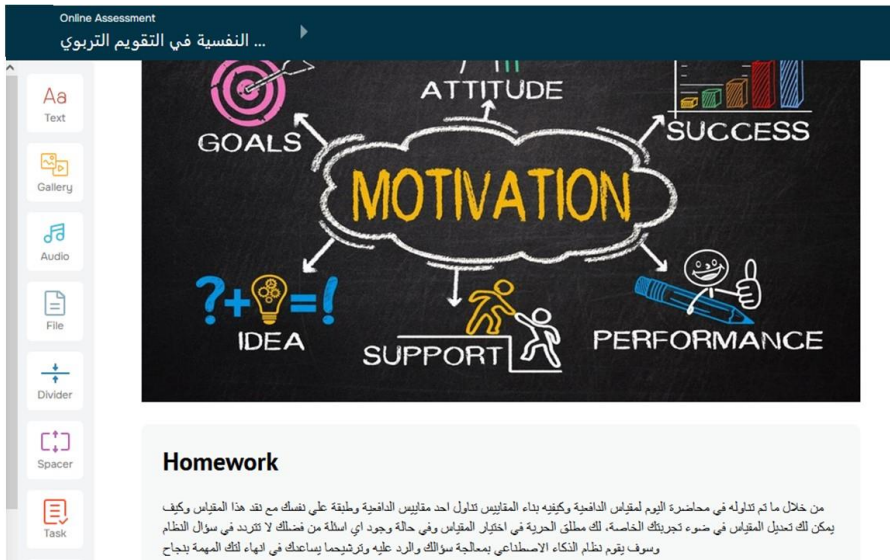 Online Assessment
... النفسية في التقويم التربوي
Aa
Text
Gallery
Audio
File
Divider
Spacer
Task
GOALS
ATTITUDE
SUCCESS
MOTIVATION
?+ =!
IDEA
SUPPORT
PERFORMANCE
Homework
من خلال ما تم تناوله في محاضرة اليوم لمقياس الدافعية وكيفيه بناء المقاييس تناول احد مقاييس الدافعية وطبقة علي نفسك مع نقد هذا المقياس وكيف
يمكن لك تعديل المقياس في ضوء تجربتك الخاصة، لك مطلق الحرية في اختيار المقياس وفي حالة وجود اي اسئلة من فضلك لا تتردد في سؤال النظام
وسوف يقوم نظام الذكاء الاصطناعي بمعالجة سؤالك والرد عليه وترشيحما يساعدك في انهاء لتك المهمة بنجاح